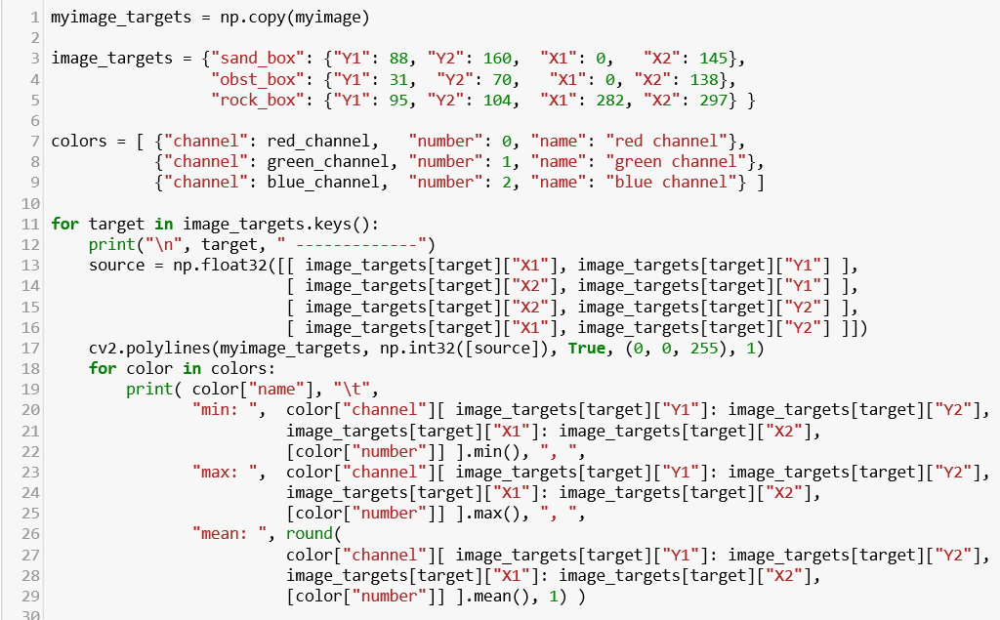 1 myimage_targets = np.copy(myimage)
2
3 image_targets = {"sand_box": {"Y1": 88, "Y2": 160,  "X1": 0,   "X2": 145},
4                  "obst_box": {"Y1": 31,  "Y2": 70,   "X1": 0, "X2": 138},
5                  "rock_box": {"Y1": 95, "Y2": 104,  "X1": 282, "X2": 297} }
6
7 colors = [ {"channel": red_channel,   "number": 0, "name": "red channel"},
8            {"channel": green_channel, "number": 1, "name": "green channel"},
9            {"channel": blue_channel,  "number": 2, "name": "blue channel"} ]
10
11 for target in image_targets.keys():
12     print("\n", target, " -------------")
13     source = np.float32([[ image_targets[target]["X1"], image_targets[target]["Y1"] ],
14                          [ image_targets[target]["X2"], image_targets[target]["Y1"] ],
15                          [ image_targets[target]["X2"], image_targets[target]["Y2"] ],
16                          [ image_targets[target]["X1"], image_targets[target]["Y2"] ]])
17     cv2.polylines(myimage_targets, np.int32([source]), True, (0, 0, 255), 1)
18     for color in colors:
19         print( color["name"], "\t",
20                "min: ",  color["channel"][ image_targets[target]["Y1"]: image_targets[target]["Y2"],
21                          image_targets[target]["X1"]: image_targets[target]["X2"],
22                          [color["number"]] ].min(), ", ",
23                "max: ",  color["channel"][ image_targets[target]["Y1"]: image_targets[target]["Y2"],
24                          image_targets[target]["X1"]: image_targets[target]["X2"],
25                          [color["number"]] ].max(), ", ",
26                "mean: ", round(
27                          color["channel"][ image_targets[target]["Y1"]: image_targets[target]["Y2"],
28                          image_targets[target]["X1"]: image_targets[target]["X2"],
29                          [color["number"]] ].mean(), 1) )
30